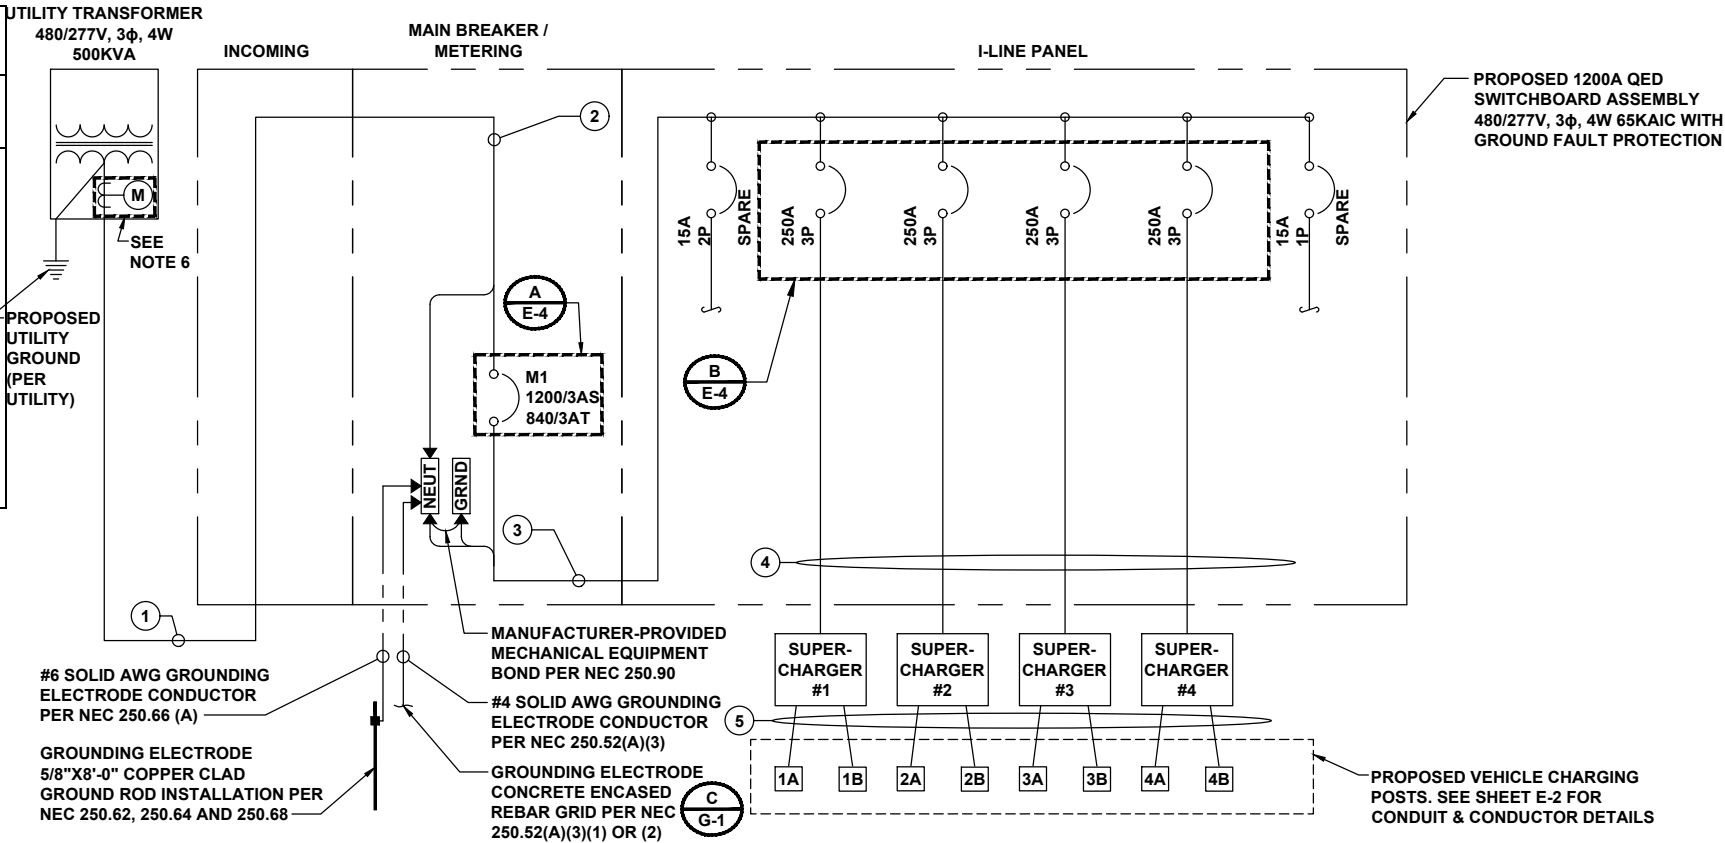 UTILITY TRANSFORMER
480/277V, 3ϕ, 4W
500KVA
INCOMING
MAIN BREAKER /
METERING
I-LINE PANEL
PROPOSED 1200A QED
SWITCHBOARD ASSEMBLY
480/277V, 3ϕ, 4W 65KAIC WITH
GROUND FAULT PROTECTION
M
SEE
NOTE 6
PROPOSED
UTILITY
GROUND
(PER
UTILITY)
2
15A
2P
SPARE
250A
3P
250A
3P
250A
3P
250A
3P
15A
1P
SPARE
A
E-4
M1
1200/3AS
840/3AT
B
E-4
NEUT
GRND
3
4
1
MANUFACTURER-PROVIDED
MECHANICAL EQUIPMENT
BOND PER NEC 250.90
#6 SOLID AWG GROUNDING
ELECTRODE CONDUCTOR
PER NEC 250.66 (A)
#4 SOLID AWG GROUNDING
ELECTRODE CONDUCTOR
PER NEC 250.52(A)(3)
GROUNDING ELECTRODE
5/8"X8'-0" COPPER CLAD
GROUND ROD INSTALLATION PER
NEC 250.62, 250.64 AND 250.68
GROUNDING ELECTRODE
CONCRETE ENCASED
REBAR GRID PER NEC
250.52(A)(3)(1) OR (2)
C
G-1
SUPER-
CHARGER
#1
SUPER-
CHARGER
#2
SUPER-
CHARGER
#3
SUPER-
CHARGER
#4
5
1A
1B
2A
2B
3A
3B
4A
4B
PROPOSED VEHICLE CHARGING
POSTS. SEE SHEET E-2 FOR
CONDUIT & CONDUCTOR DETAILS